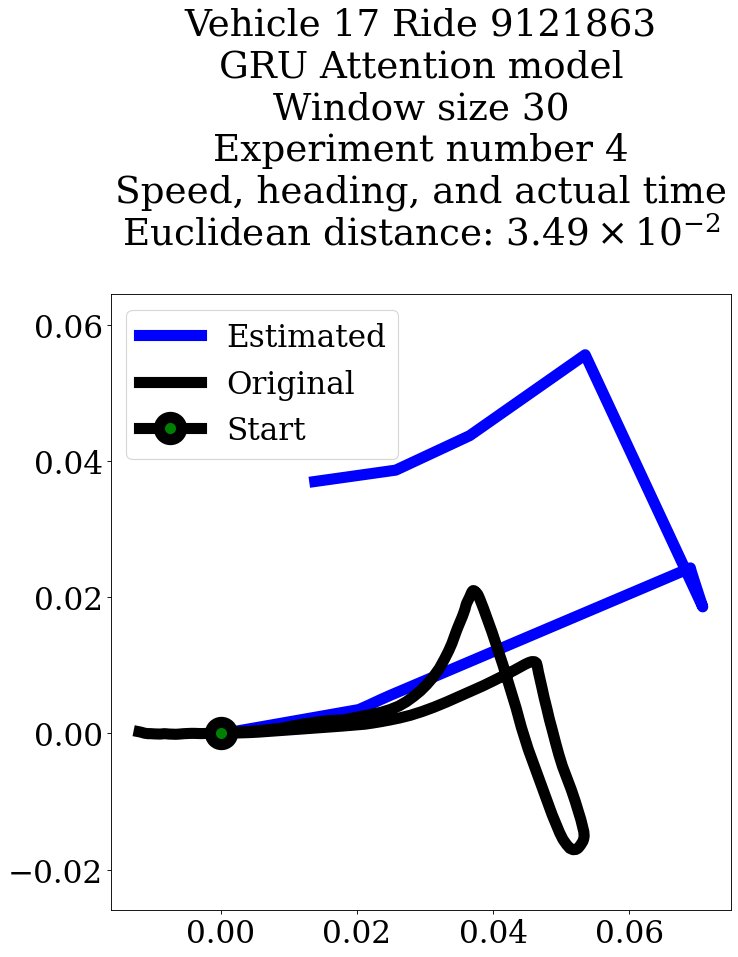 Vehicle 17 Ride 9121863
GRU Attention model
Window size 30
Experiment number 4
Speed, heading, and actual time
Euclidean distance: 3.49 × 10⁻²
Estimated
Original
Start
0.06
0.04
0.02
0.00
−0.02
0.00 0.02 0.04 0.06